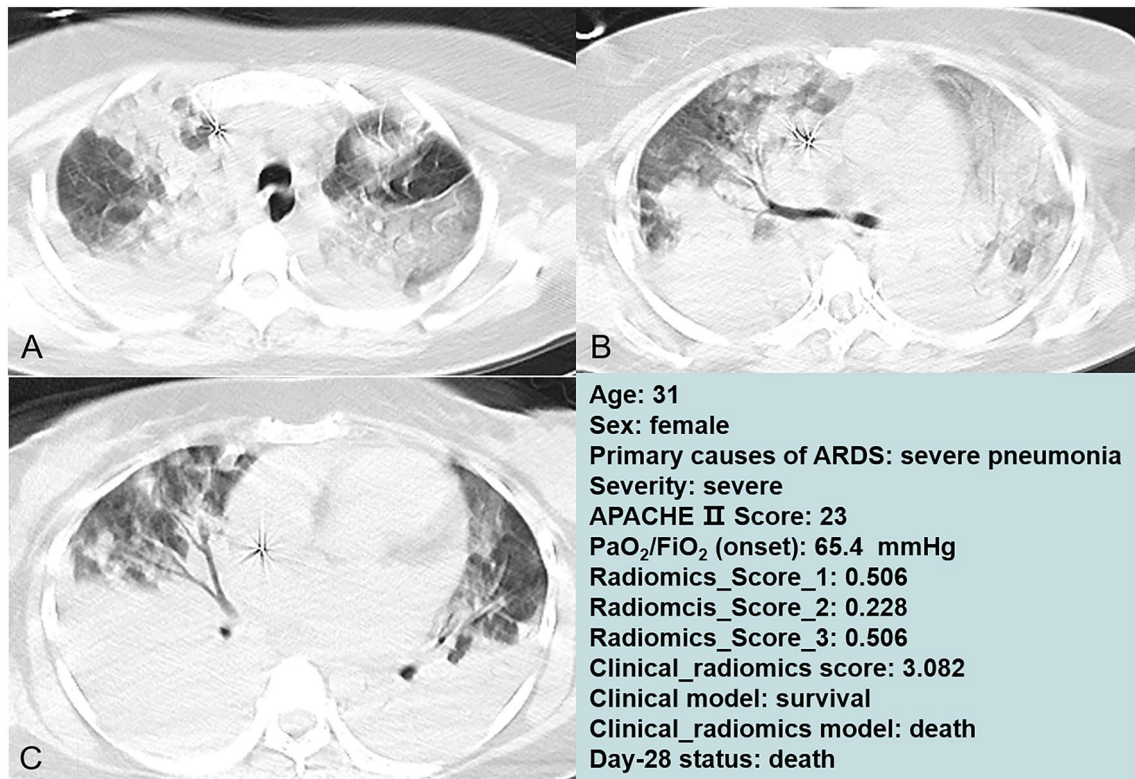 A
B
C
Age: 31
Sex: female
Primary causes of ARDS: severe pneumonia
Severity: severe
APACHE Ⅱ Score: 23
PaO₂/FiO₂ (onset): 65.4 mmHg
Radiomics_Score_1: 0.506
Radiomcis_Score_2: 0.228
Radiomics_Score_3: 0.506
Clinical_radiomics score: 3.082
Clinical model: survival
Clinical_radiomics model: death
Day-28 status: death